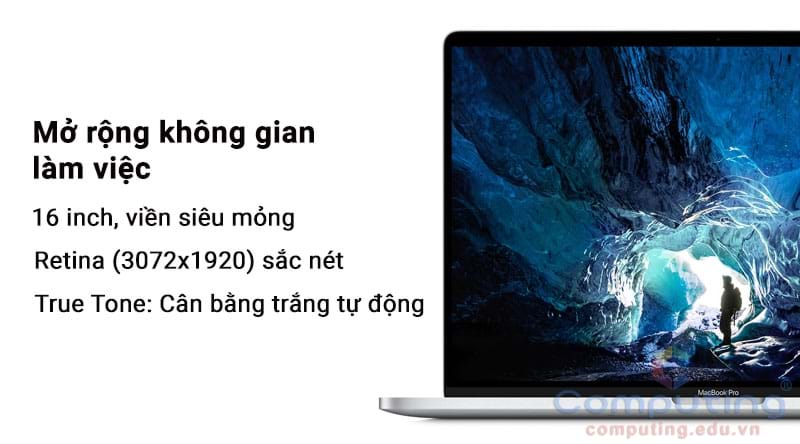 Mở rộng không gian
làm việc
16 inch, viền siêu mỏng
Retina (3072x1920) sắc nét
True Tone: Cân bằng trắng tự động
MacBook Pro
Computing®
computing.edu.vn